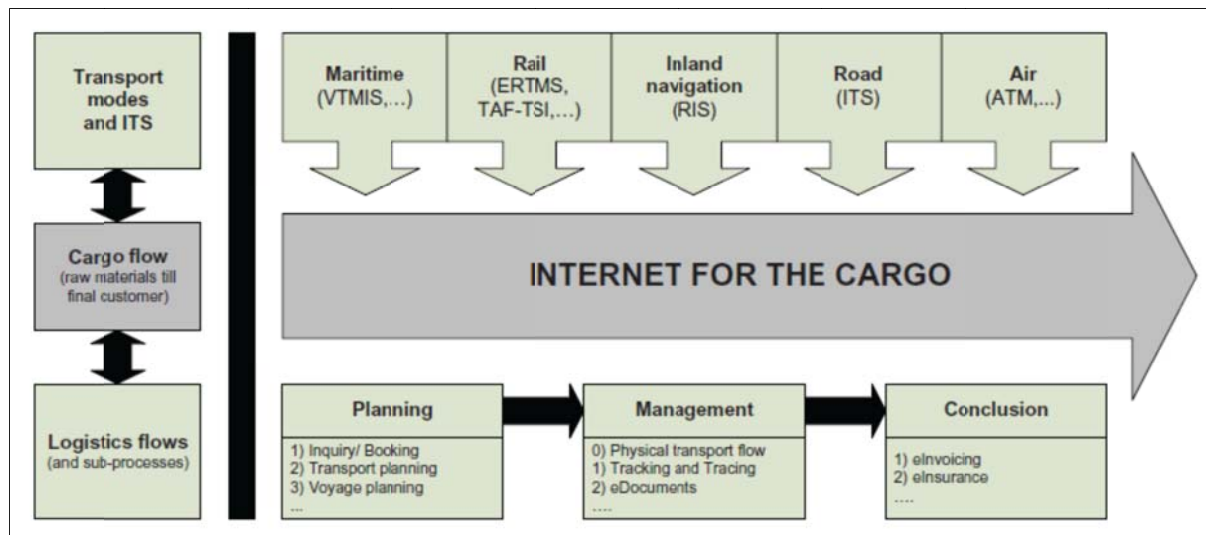 Transport
modes
and ITS
Cargo flow
(raw materials till
final customer)
Logistics flows
(and sub-processes)
Maritime
(VTMIS,...)
Rail
(ERTMS,
TAF-TSI,...)
Inland
navigation
(RIS)
Road
(ITS)
Air
(ATM,...)
INTERNET FOR THE CARGO
Planning
1) Inquiry/ Booking
2) Transport planning
3) Voyage planning
...
Management
0) Physical transport flow
1) Tracking and Tracing
2) eDocuments
....
Conclusion
1) eInvoicing
2) eInsurance
....